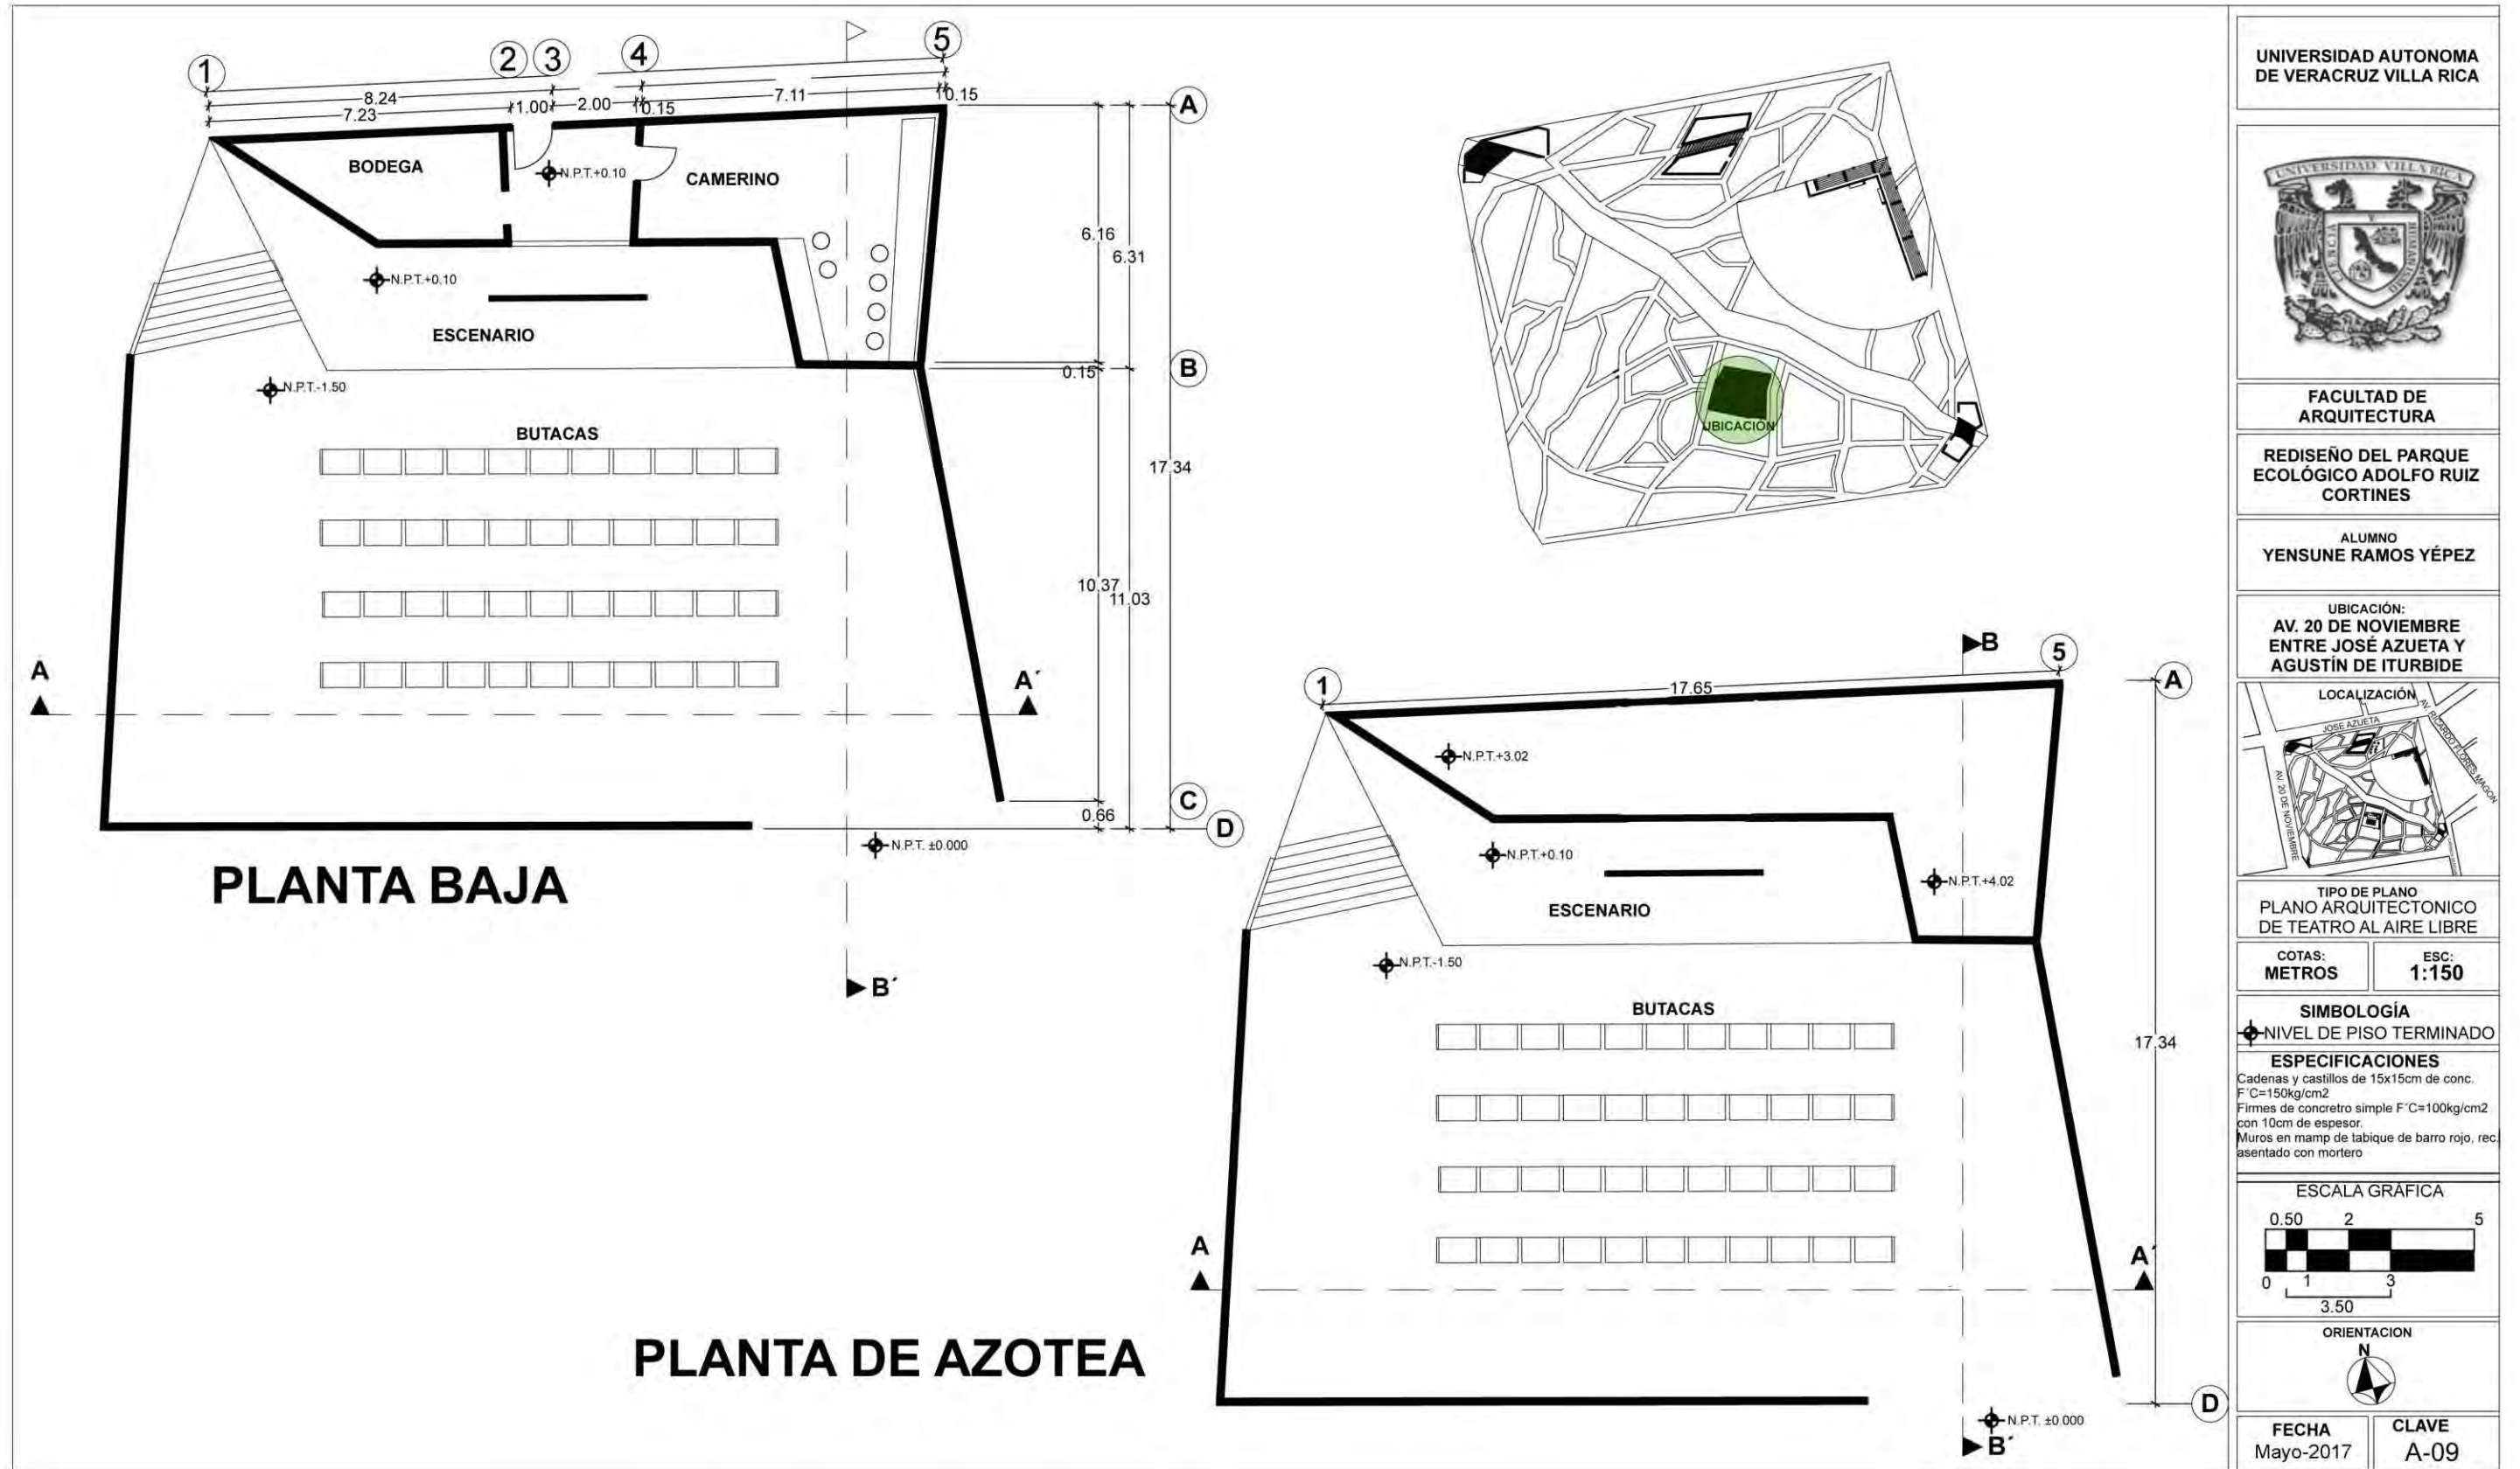 1
2
3
4
5
8.24
7.23
1.00
2.00
0.15
7.11
0.15
A
BODEGA
N.P.T.+0.10
CAMERINO
N.P.T.+0.10
ESCENARIO
6.16
6.31
B
0.15
N.P.T.-1.50
BUTACAS
17.34
10.37
11.03
A
A´
C
0.66
D
N.P.T. ±0.000
PLANTA BAJA
B´
UBICACIÓN
B
1
5
17.65
A
N.P.T.+3.02
N.P.T.+0.10
N.P.T.+4.02
ESCENARIO
N.P.T.-1.50
BUTACAS
17.34
A
A´
D
N.P.T. ±0.000
B´
PLANTA DE AZOTEA
UNIVERSIDAD AUTONOMA
DE VERACRUZ VILLA RICA
UNIVERSIDAD VILLA RICA
CIENCIA
Y
HUMANISMO
FACULTAD DE
ARQUITECTURA
REDISEÑO DEL PARQUE
ECOLÓGICO ADOLFO RUIZ
CORTINES
ALUMNO
YENSUNE RAMOS YÉPEZ
UBICACIÓN:
AV. 20 DE NOVIEMBRE
ENTRE JOSÉ AZUETA Y
AGUSTÍN DE ITURBIDE
LOCALIZACIÓN
JOSE AZUETA
AV. RICARDO FLORES MAGON
AV. 20 DE NOVIEMBRE
TIPO DE PLANO
PLANO ARQUITECTONICO
DE TEATRO AL AIRE LIBRE
COTAS:
METROS
ESC:
1:150
SIMBOLOGÍA
NIVEL DE PISO TERMINADO
ESPECIFICACIONES
Cadenas y castillos de 15x15cm de conc.
F´C=150kg/cm2
Firmes de concretro simple F´C=100kg/cm2
con 10cm de espesor.
Muros en mamp de tabique de barro rojo, rec.
asentado con mortero
ESCALA GRÁFICA
0.50 2 5
0 1 3
3.50
ORIENTACION
N
FECHA
Mayo-2017
CLAVE
A-09